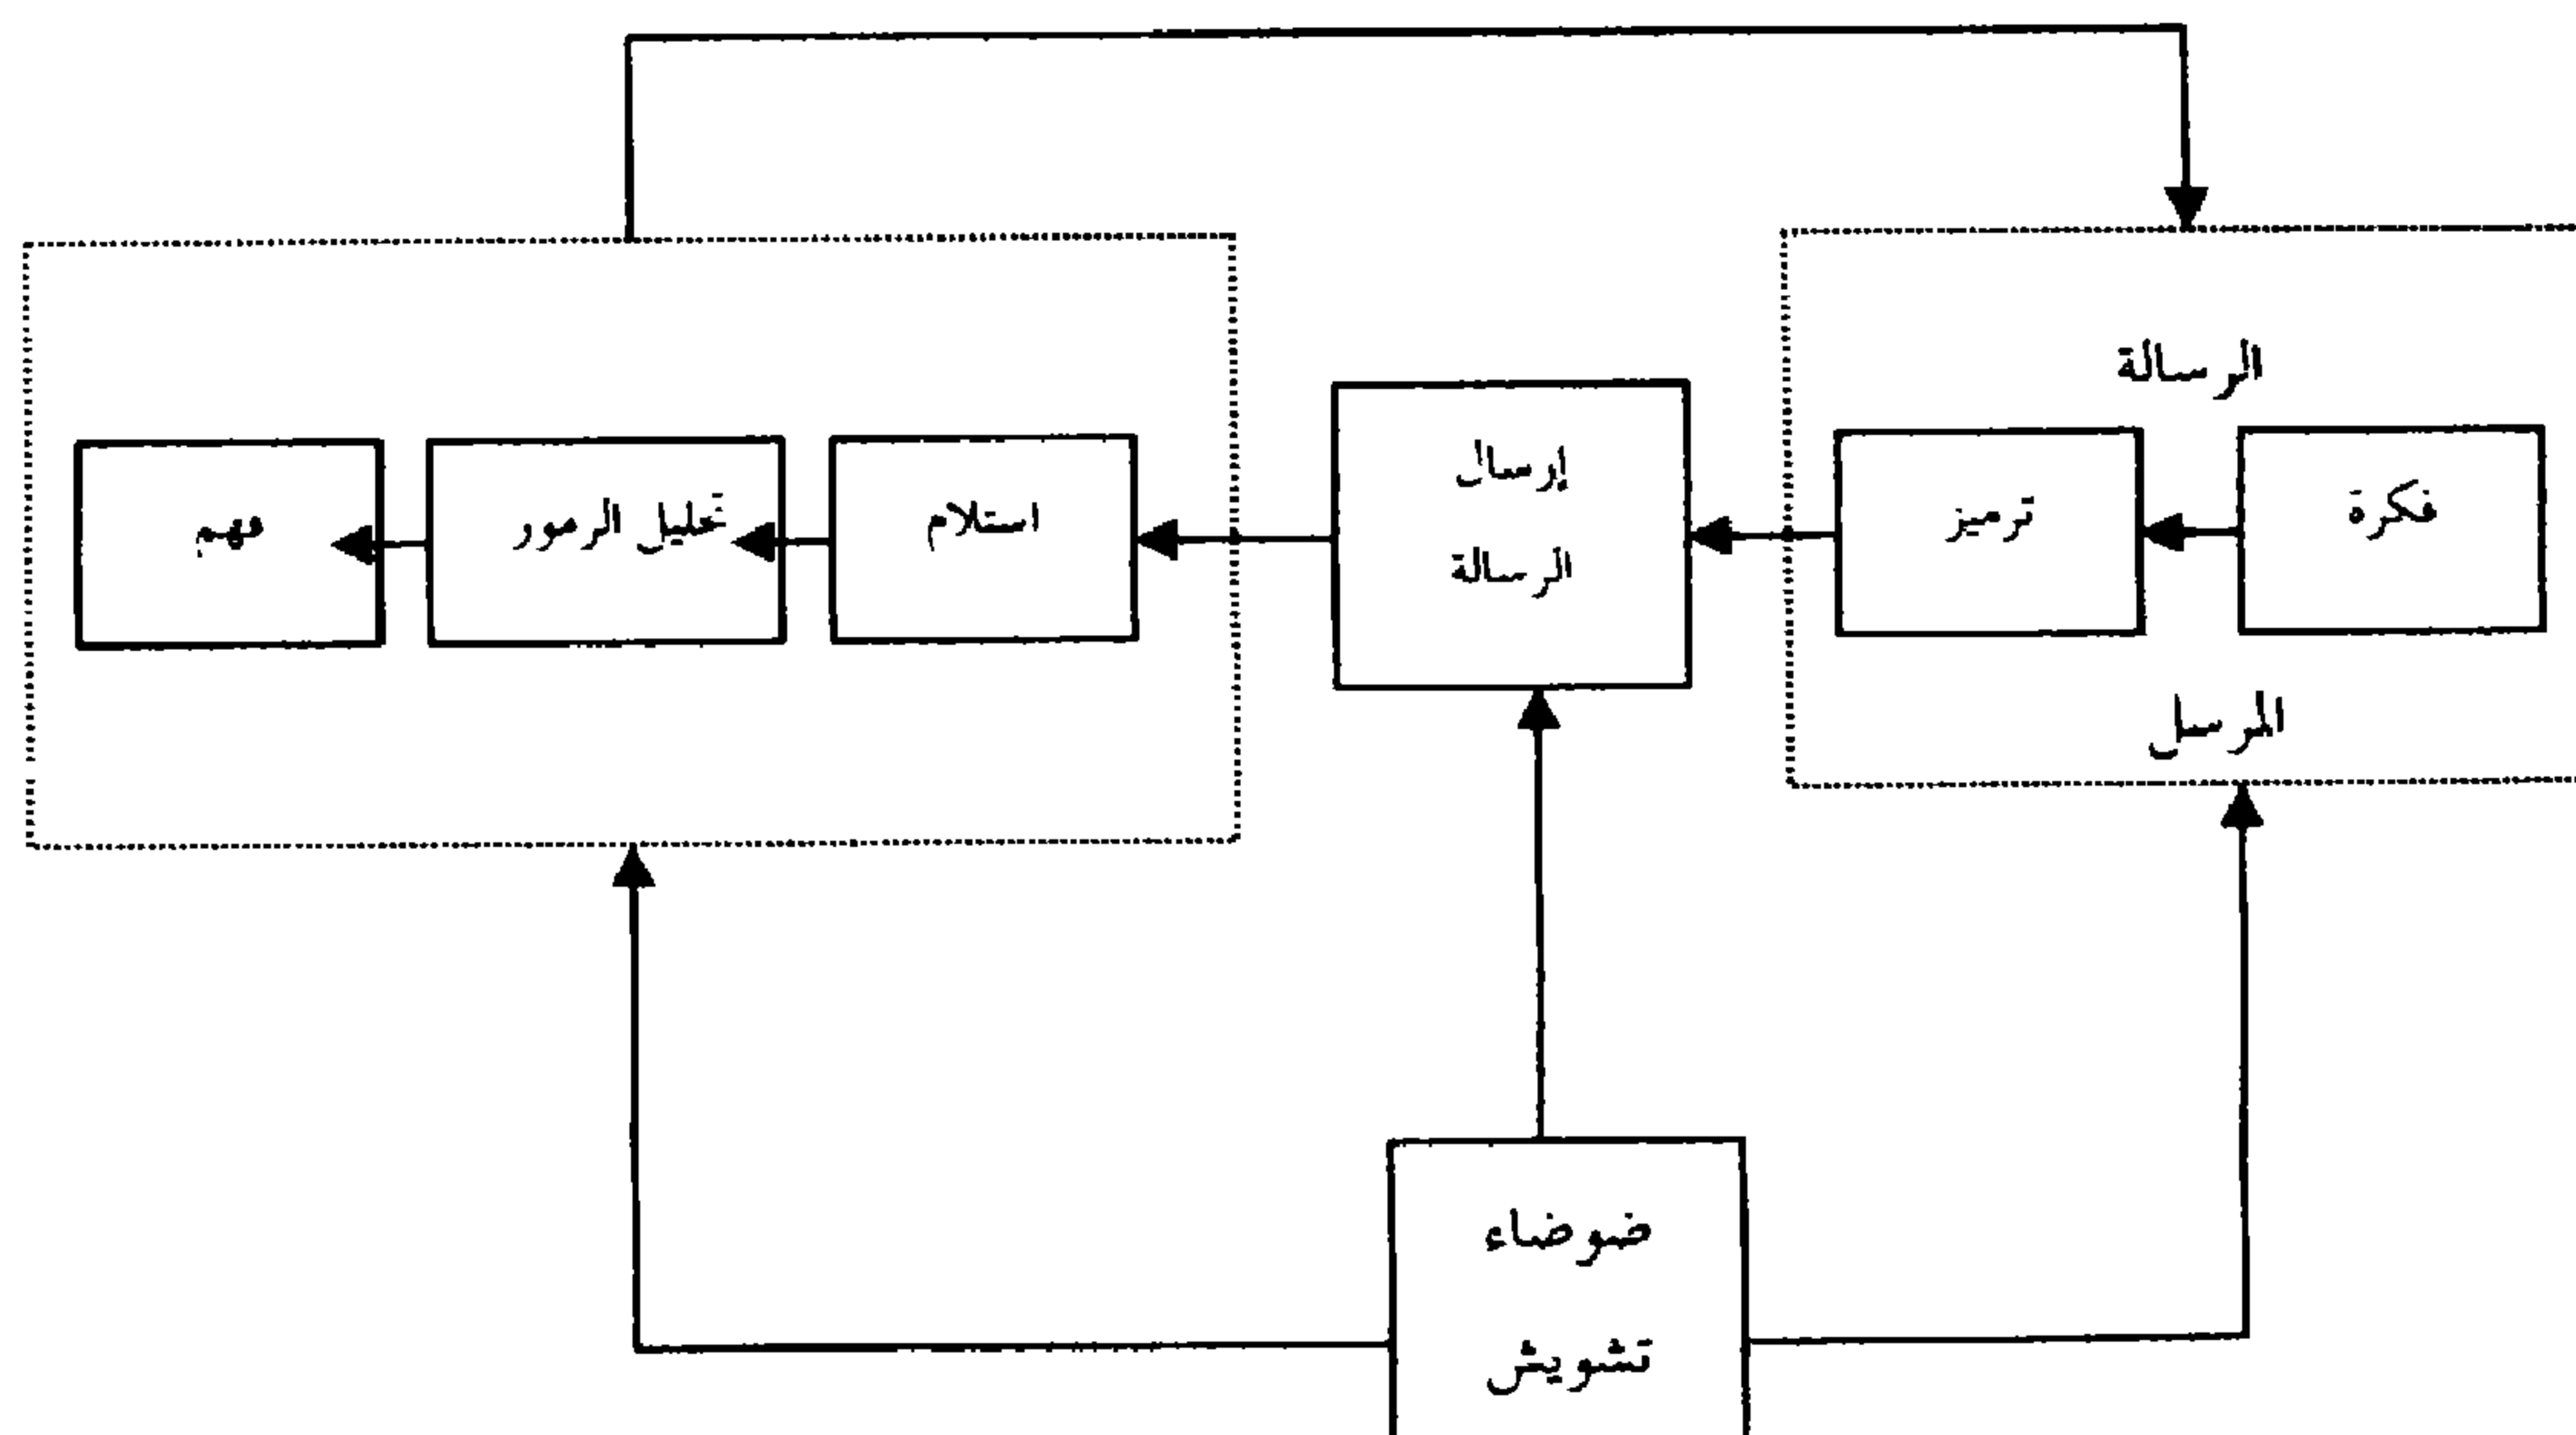 الرسالة
فكرة
ترميز
المرسل
إرسال
الرسالة
استلام
تحليل الرموز
فهم
ضوضاء
تشويش